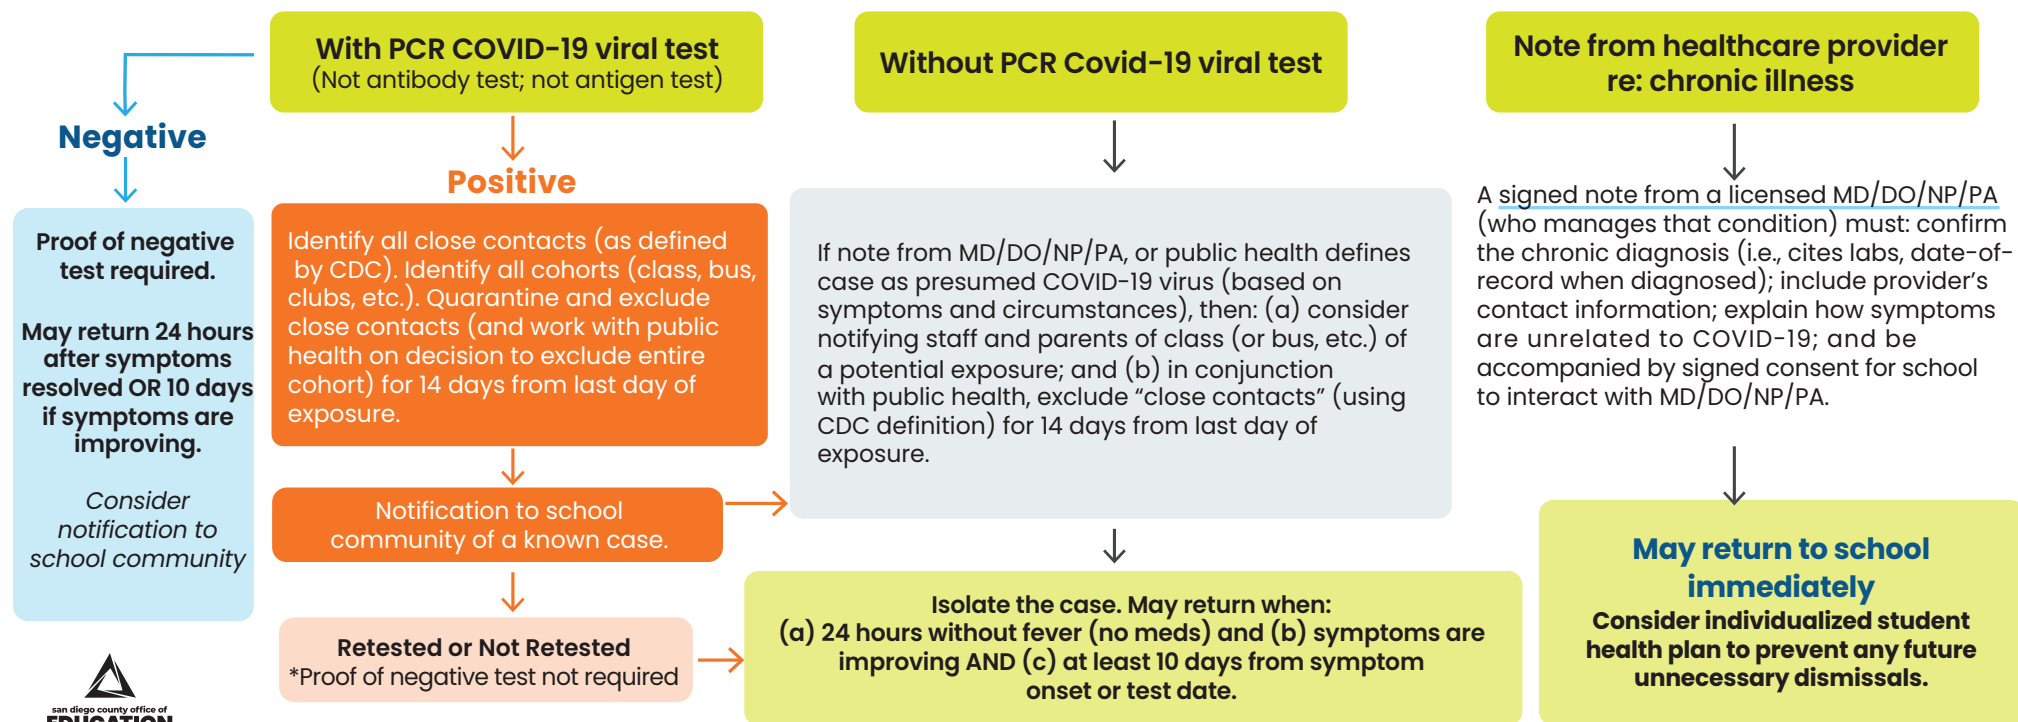 With PCR COVID-19 viral test
(Not antibody test; not antigen test)
Negative
Proof of negative
test required.
May return 24 hours
after symptoms
resolved OR 10 days
if symptoms are
improving.
Consider
notification to
school community
Positive
Identify all close contacts (as defined
by CDC). Identify all cohorts (class, bus,
clubs, etc.). Quarantine and exclude
close contacts (and work with public
health on decision to exclude entire
cohort) for 14 days from last day of
exposure.
Notification to school
community of a known case.
Retested or Not Retested
*Proof of negative test not required
Without PCR Covid-19 viral test
If note from MD/DO/NP/PA, or public health defines
case as presumed COVID-19 virus (based on
symptoms and circumstances), then: (a) consider
notifying staff and parents of class (or bus, etc.) of
a potential exposure; and (b) in conjunction
with public health, exclude “close contacts” (using
CDC definition) for 14 days from last day of
exposure.
Isolate the case. May return when:
(a) 24 hours without fever (no meds) and (b) symptoms are
improving AND (c) at least 10 days from symptom
onset or test date.
Note from healthcare provider
re: chronic illness
A signed note from a licensed MD/DO/NP/PA
(who manages that condition) must: confirm
the chronic diagnosis (i.e., cites labs, date-of-
record when diagnosed); include provider’s
contact information; explain how symptoms
are unrelated to COVID-19; and be
accompanied by signed consent for school
to interact with MD/DO/NP/PA.
May return to school
immediately
Consider individualized student
health plan to prevent any future
unnecessary dismissals.
san diego county office of
EDUCATION